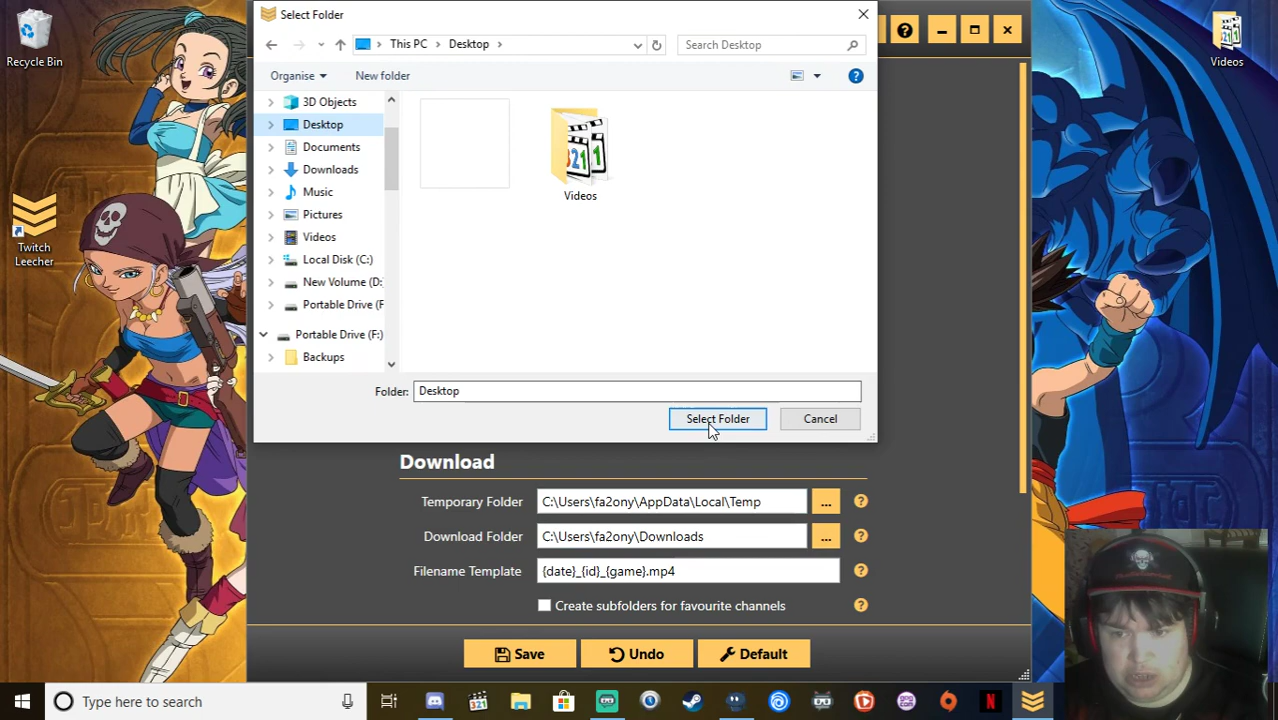 Recycle Bin
Twitch
Leecher
Select Folder
This PC
Desktop
Search Desktop
Organise
New folder
3D Objects
Desktop
Documents
Downloads
Music
Pictures
Videos
Local Disk (C:)
New Volume (D:
Portable Drive (F
Portable Drive (F:)
Backups
Videos
Folder:
Desktop
Select Folder
Cancel
Videos
Download
Temporary Folder
C:\Users\fa2ony\AppData\Local\Temp
...
Download Folder
C:\Users\fa2ony\Downloads
...
Filename Template
{date}_{id}_{game}.mp4
Create subfolders for favourite channels
Save
Undo
Default
Type here to search